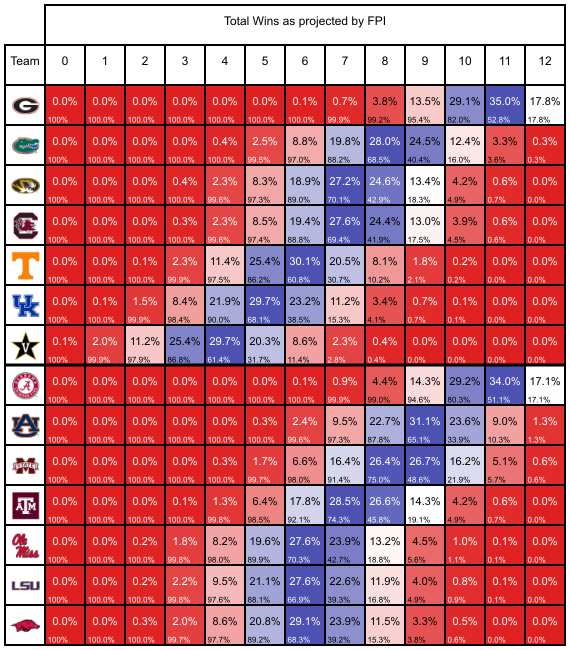 Total Wins as projected by FPI
Team 0 1 2 3 4 5 6 7 8 9 10 11 12
G 0.0% 0.0% 0.0% 0.0% 0.0% 0.0% 0.1% 0.7% 3.8% 13.5% 29.1% 35.0% 17.8%
100% 100.0% 100.0% 100.0% 100.0% 100.0% 100.0% 99.9% 99.2% 95.4% 82.0% 52.8% 17.8%
0.0% 0.0% 0.0% 0.0% 0.4% 2.5% 8.8% 19.8% 28.0% 24.5% 12.4% 3.3% 0.3%
100% 100.0% 100.0% 100.0% 100.0% 99.5% 97.0% 88.2% 68.5% 40.4% 16.0% 3.6% 0.3%
0.0% 0.0% 0.0% 0.4% 2.3% 8.3% 18.9% 27.2% 24.6% 13.4% 4.2% 0.6% 0.0%
100% 100.0% 100.0% 100.0% 99.6% 97.3% 89.0% 70.1% 42.9% 18.3% 4.9% 0.7% 0.0%
0.0% 0.0% 0.0% 0.3% 2.3% 8.5% 19.4% 27.6% 24.4% 13.0% 3.9% 0.6% 0.0%
100% 100.0% 100.0% 100.0% 99.6% 97.4% 88.8% 69.4% 41.9% 17.5% 4.5% 0.6% 0.0%
T 0.0% 0.0% 0.1% 2.3% 11.4% 25.4% 30.1% 20.5% 8.1% 1.8% 0.2% 0.0% 0.0%
100% 100.0% 100.0% 99.9% 97.5% 86.2% 60.8% 30.7% 10.2% 2.1% 0.2% 0.0% 0.0%
UK 0.0% 0.1% 1.5% 8.4% 21.9% 29.7% 23.2% 11.2% 3.4% 0.7% 0.1% 0.0% 0.0%
100% 100.0% 99.9% 98.4% 90.0% 68.1% 38.5% 15.3% 4.1% 0.7% 0.1% 0.0% 0.0%
V 0.1% 2.0% 11.2% 25.4% 29.7% 20.3% 8.6% 2.3% 0.4% 0.0% 0.0% 0.0% 0.0%
100% 99.9% 97.9% 86.8% 61.4% 31.7% 11.4% 2.8% 0.4% 0.0% 0.0% 0.0% 0.0%
A 0.0% 0.0% 0.0% 0.0% 0.0% 0.0% 0.1% 0.9% 4.4% 14.3% 29.2% 34.0% 17.1%
100% 100.0% 100.0% 100.0% 100.0% 100.0% 100.0% 99.9% 99.0% 94.6% 80.3% 51.1% 17.1%
AU 0.0% 0.0% 0.0% 0.0% 0.0% 0.3% 2.4% 9.5% 22.7% 31.1% 23.6% 9.0% 1.3%
100% 100.0% 100.0% 100.0% 100.0% 100.0% 99.6% 97.3% 87.8% 65.1% 33.9% 10.3% 1.3%
0.0% 0.0% 0.0% 0.0% 0.3% 1.7% 6.6% 16.4% 26.4% 26.7% 16.2% 5.1% 0.6%
100% 100.0% 100.0% 100.0% 100.0% 99.7% 98.0% 91.4% 75.0% 48.6% 21.9% 5.7% 0.6%
ATM 0.0% 0.0% 0.0% 0.1% 1.3% 6.4% 17.8% 28.5% 26.6% 14.3% 4.2% 0.6% 0.0%
100% 100.0% 100.0% 100.0% 99.8% 98.5% 92.1% 74.3% 45.8% 19.1% 4.9% 0.7% 0.0%
Ole Miss 0.0% 0.0% 0.2% 1.8% 8.2% 19.6% 27.6% 23.9% 13.2% 4.5% 1.0% 0.1% 0.0%
100% 100.0% 100.0% 99.8% 98.0% 89.9% 70.3% 42.7% 18.8% 5.6% 1.1% 0.1% 0.0%
LSU 0.0% 0.0% 0.2% 2.2% 9.5% 21.1% 27.6% 22.6% 11.9% 4.0% 0.8% 0.1% 0.0%
100% 100.0% 100.0% 99.8% 97.6% 88.1% 66.9% 39.3% 16.8% 4.9% 0.9% 0.1% 0.0%
0.0% 0.0% 0.3% 2.0% 8.6% 20.8% 29.1% 23.9% 11.5% 3.3% 0.5% 0.0% 0.0%
100% 100.0% 100.0% 99.7% 97.7% 89.2% 68.3% 39.2% 15.3% 3.8% 0.6% 0.0% 0.0%